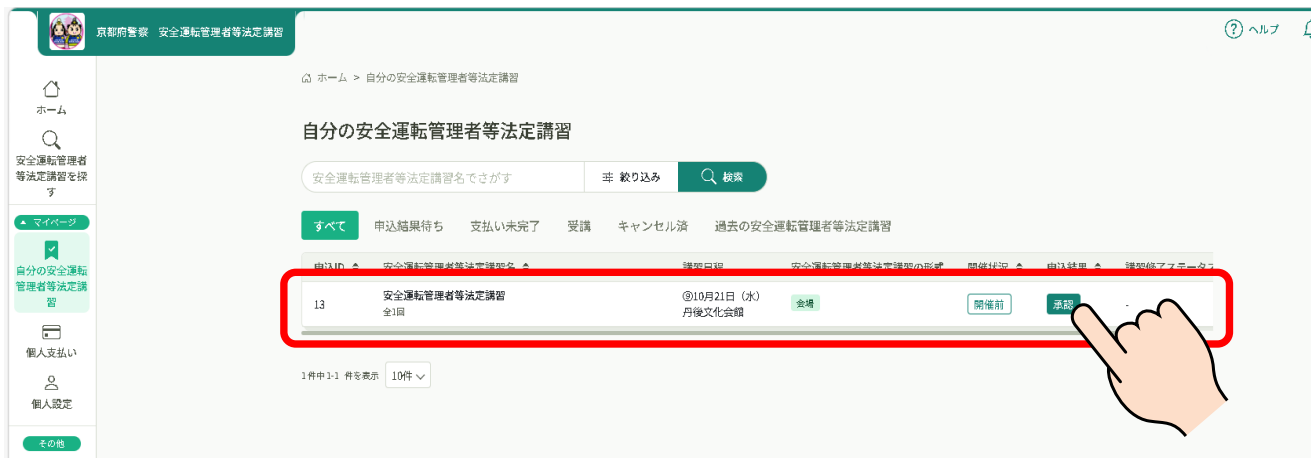 京都府警察 安全運転管理者等法定講習
ヘルプ
ホーム
安全運転管理者
等法定講習を探
す
マイページ
自分の安全運転
管理者等法定講
習
個人支払い
個人設定
その他
ホーム > 自分の安全運転管理者等法定講習
自分の安全運転管理者等法定講習
安全運転管理者等法定講習名でさがす
絞り込み
検索
すべて 申込結果待ち 支払い未完了 受講 キャンセル済 過去の安全運転管理者等法定講習
申込ID 安全運転管理者等法定講習名 講習日程 安全運転管理者等法定講習の形式 開催状況 申込結果 講習修了ステータス
13 安全運転管理者等法定講習 ⑨10月21日（水） 会場 開催前 承認 -
全1回 丹後文化会館
1件中1-1 件を表示 10件